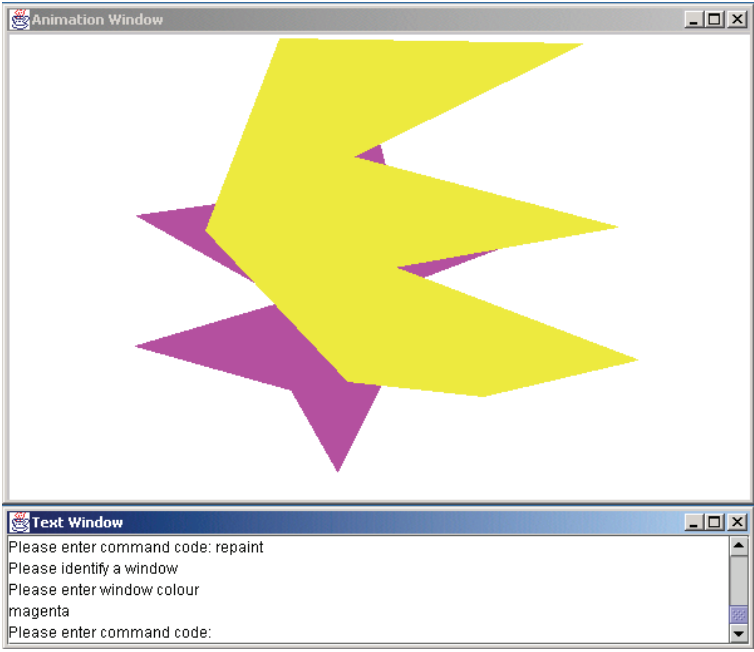 Animation Window
Text Window
Please enter command code: repaint
Please identify a window
Please enter window colour
magenta
Please enter command code: